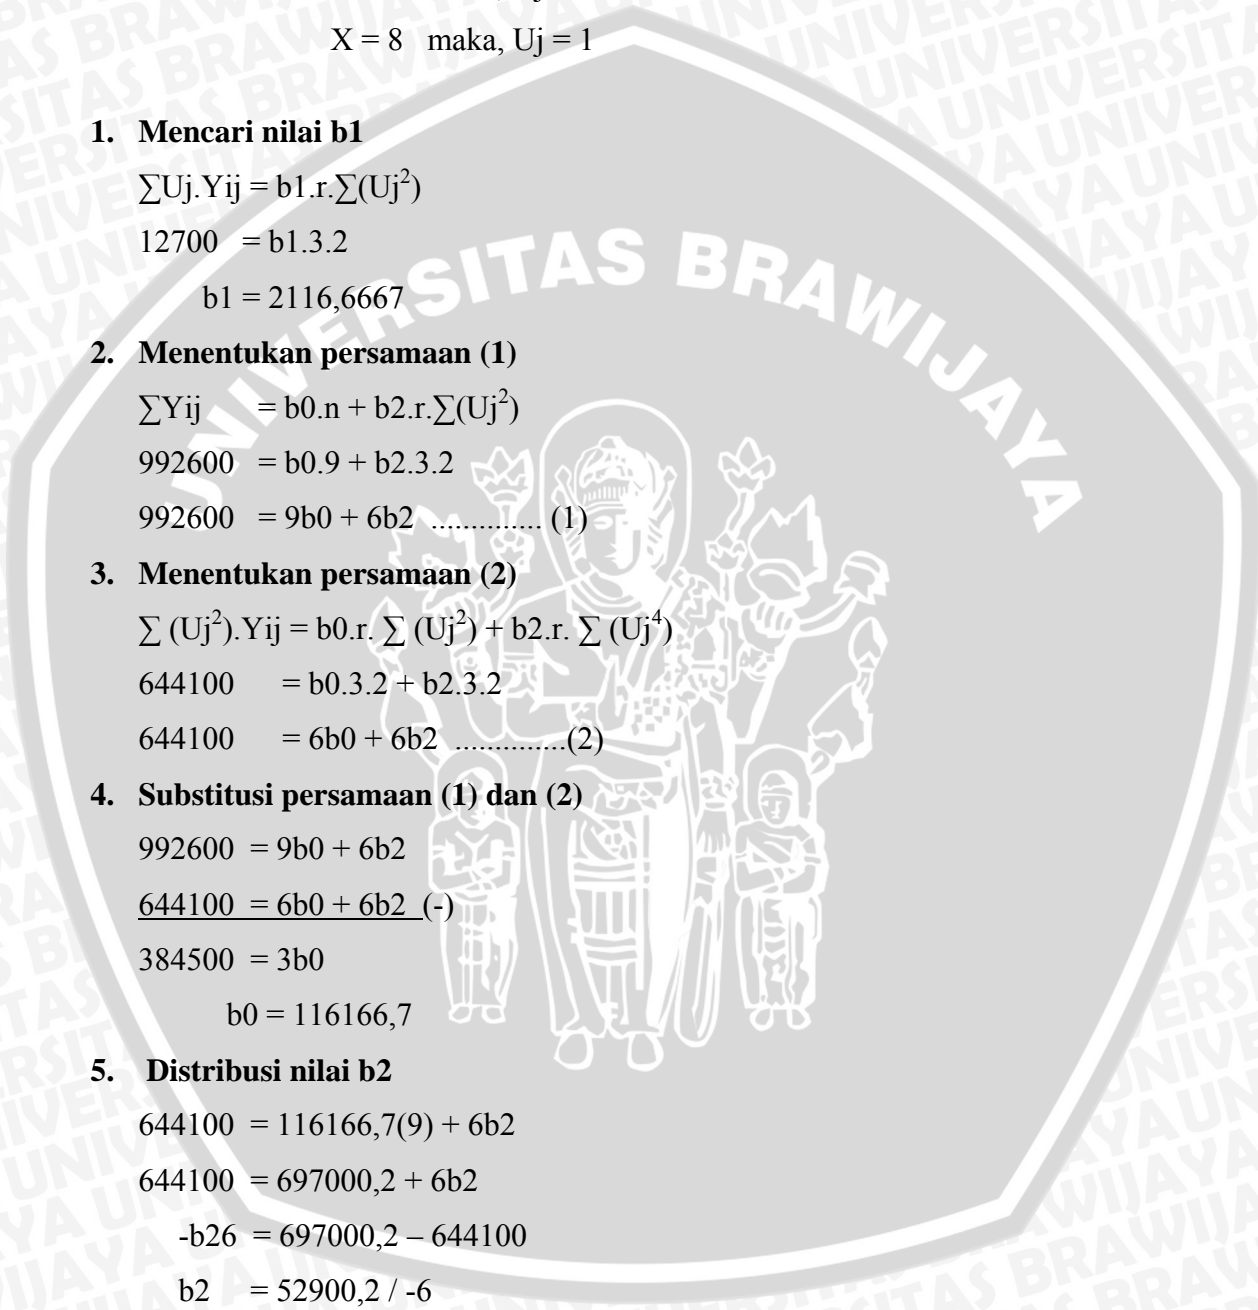 X = 8 maka, Uj = 1
1. Mencari nilai b1
∑Uj.Yij = b1.r.∑(Uj²)
12700 = b1.3.2
b1 = 2116,6667
2. Menentukan persamaan (1)
∑Yij = b0.n + b2.r.∑(Uj²)
992600 = b0.9 + b2.3.2
992600 = 9b0 + 6b2 .............. (1)
3. Menentukan persamaan (2)
∑ (Uj²).Yij = b0.r. ∑ (Uj²) + b2.r. ∑ (Uj⁴)
644100 = b0.3.2 + b2.3.2
644100 = 6b0 + 6b2 ..............(2)
4. Substitusi persamaan (1) dan (2)
992600 = 9b0 + 6b2
644100 = 6b0 + 6b2 (-)
384500 = 3b0
b0 = 116166,7
5. Distribusi nilai b2
644100 = 116166,7(9) + 6b2
644100 = 697000,2 + 6b2
-b26 = 697000,2 – 644100
b2 = 52900,2 / -6
UNIVERSITAS BRAWIJAYA